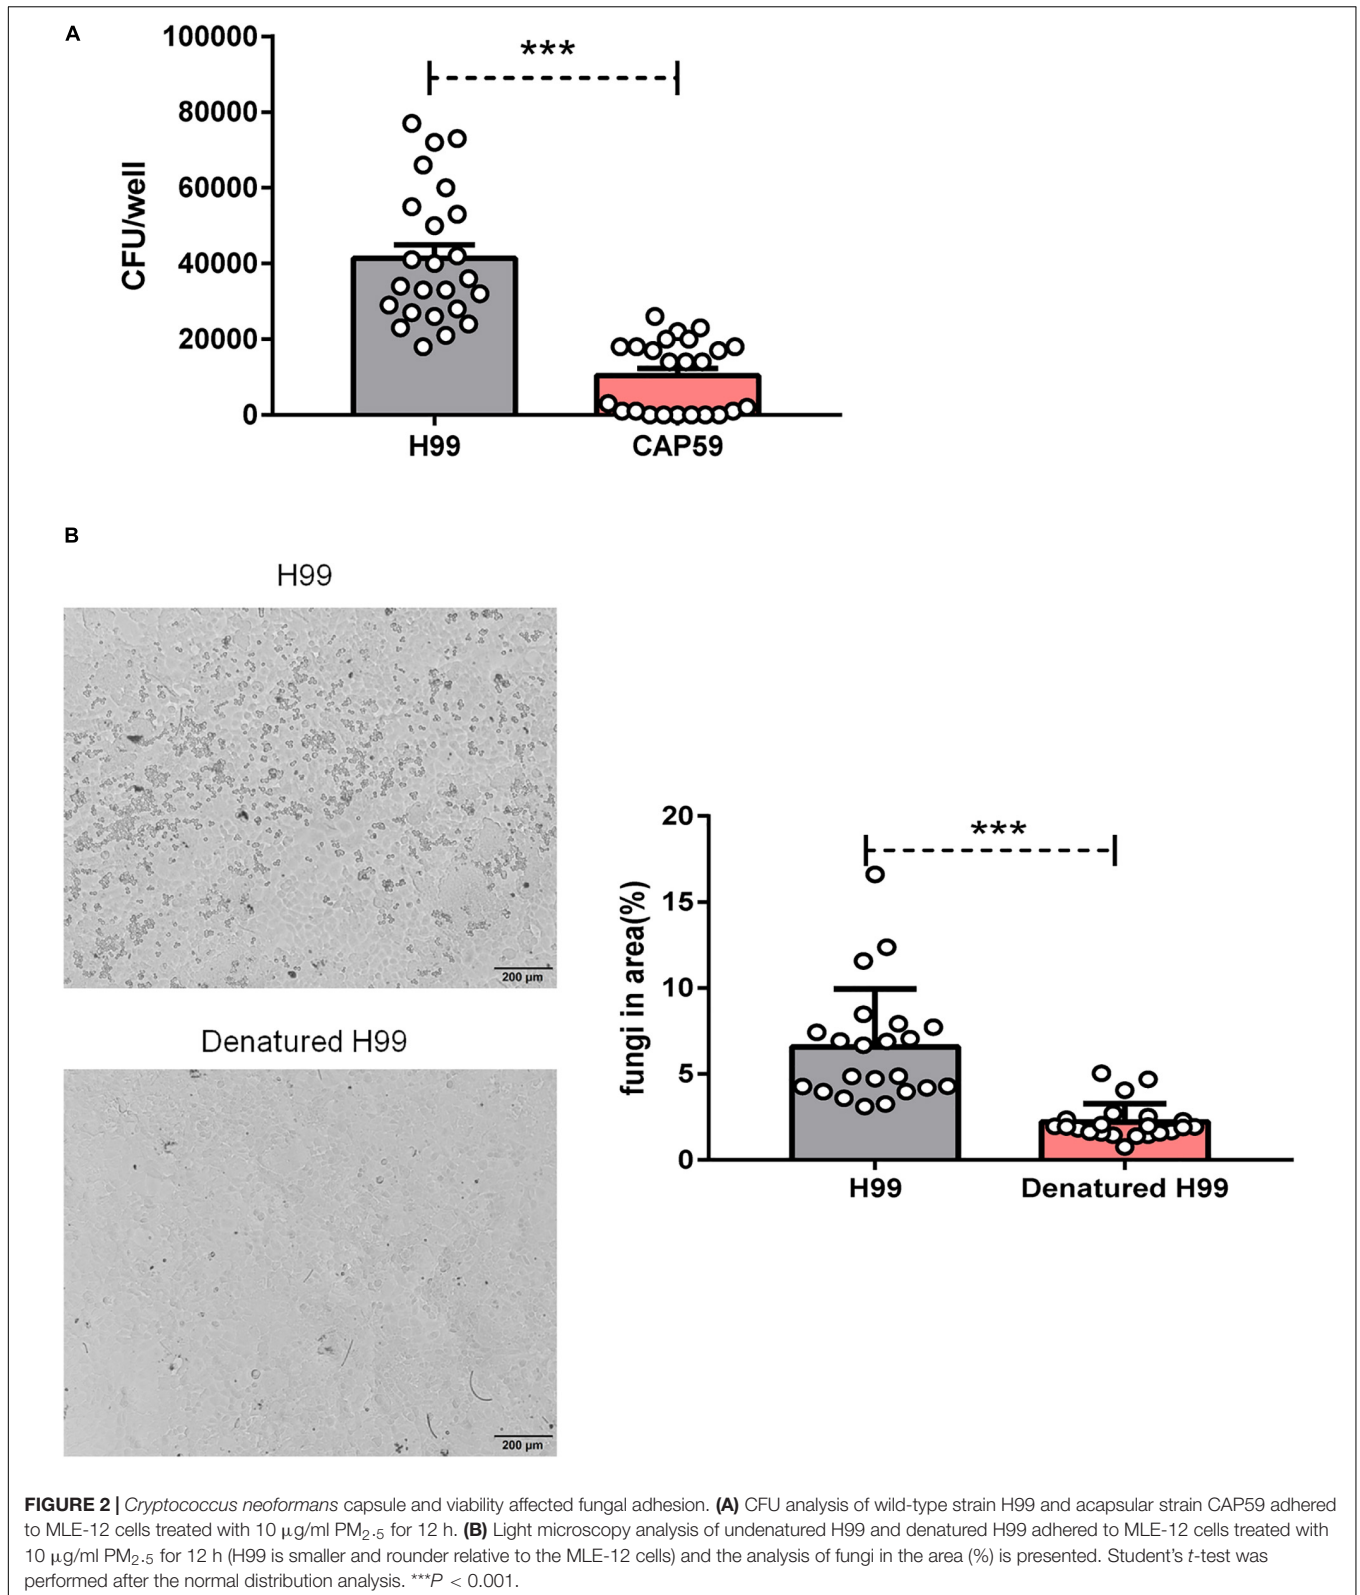 A
100000
80000
60000
40000
20000
0
CFU/well
***
H99
CAP59
B
H99
200 µm
Denatured H99
200 µm
20
15
10
5
0
fungi in area(%)
***
H99
Denatured H99
FIGURE 2 | Cryptococcus neoformans capsule and viability affected fungal adhesion. (A) CFU analysis of wild-type strain H99 and acapsular strain CAP59 adhered
to MLE-12 cells treated with 10 µg/ml PM2.5 for 12 h. (B) Light microscopy analysis of undenatured H99 and denatured H99 adhered to MLE-12 cells treated with
10 µg/ml PM2.5 for 12 h (H99 is smaller and rounder relative to the MLE-12 cells) and the analysis of fungi in the area (%) is presented. Student's t-test was
performed after the normal distribution analysis. ***P < 0.001.